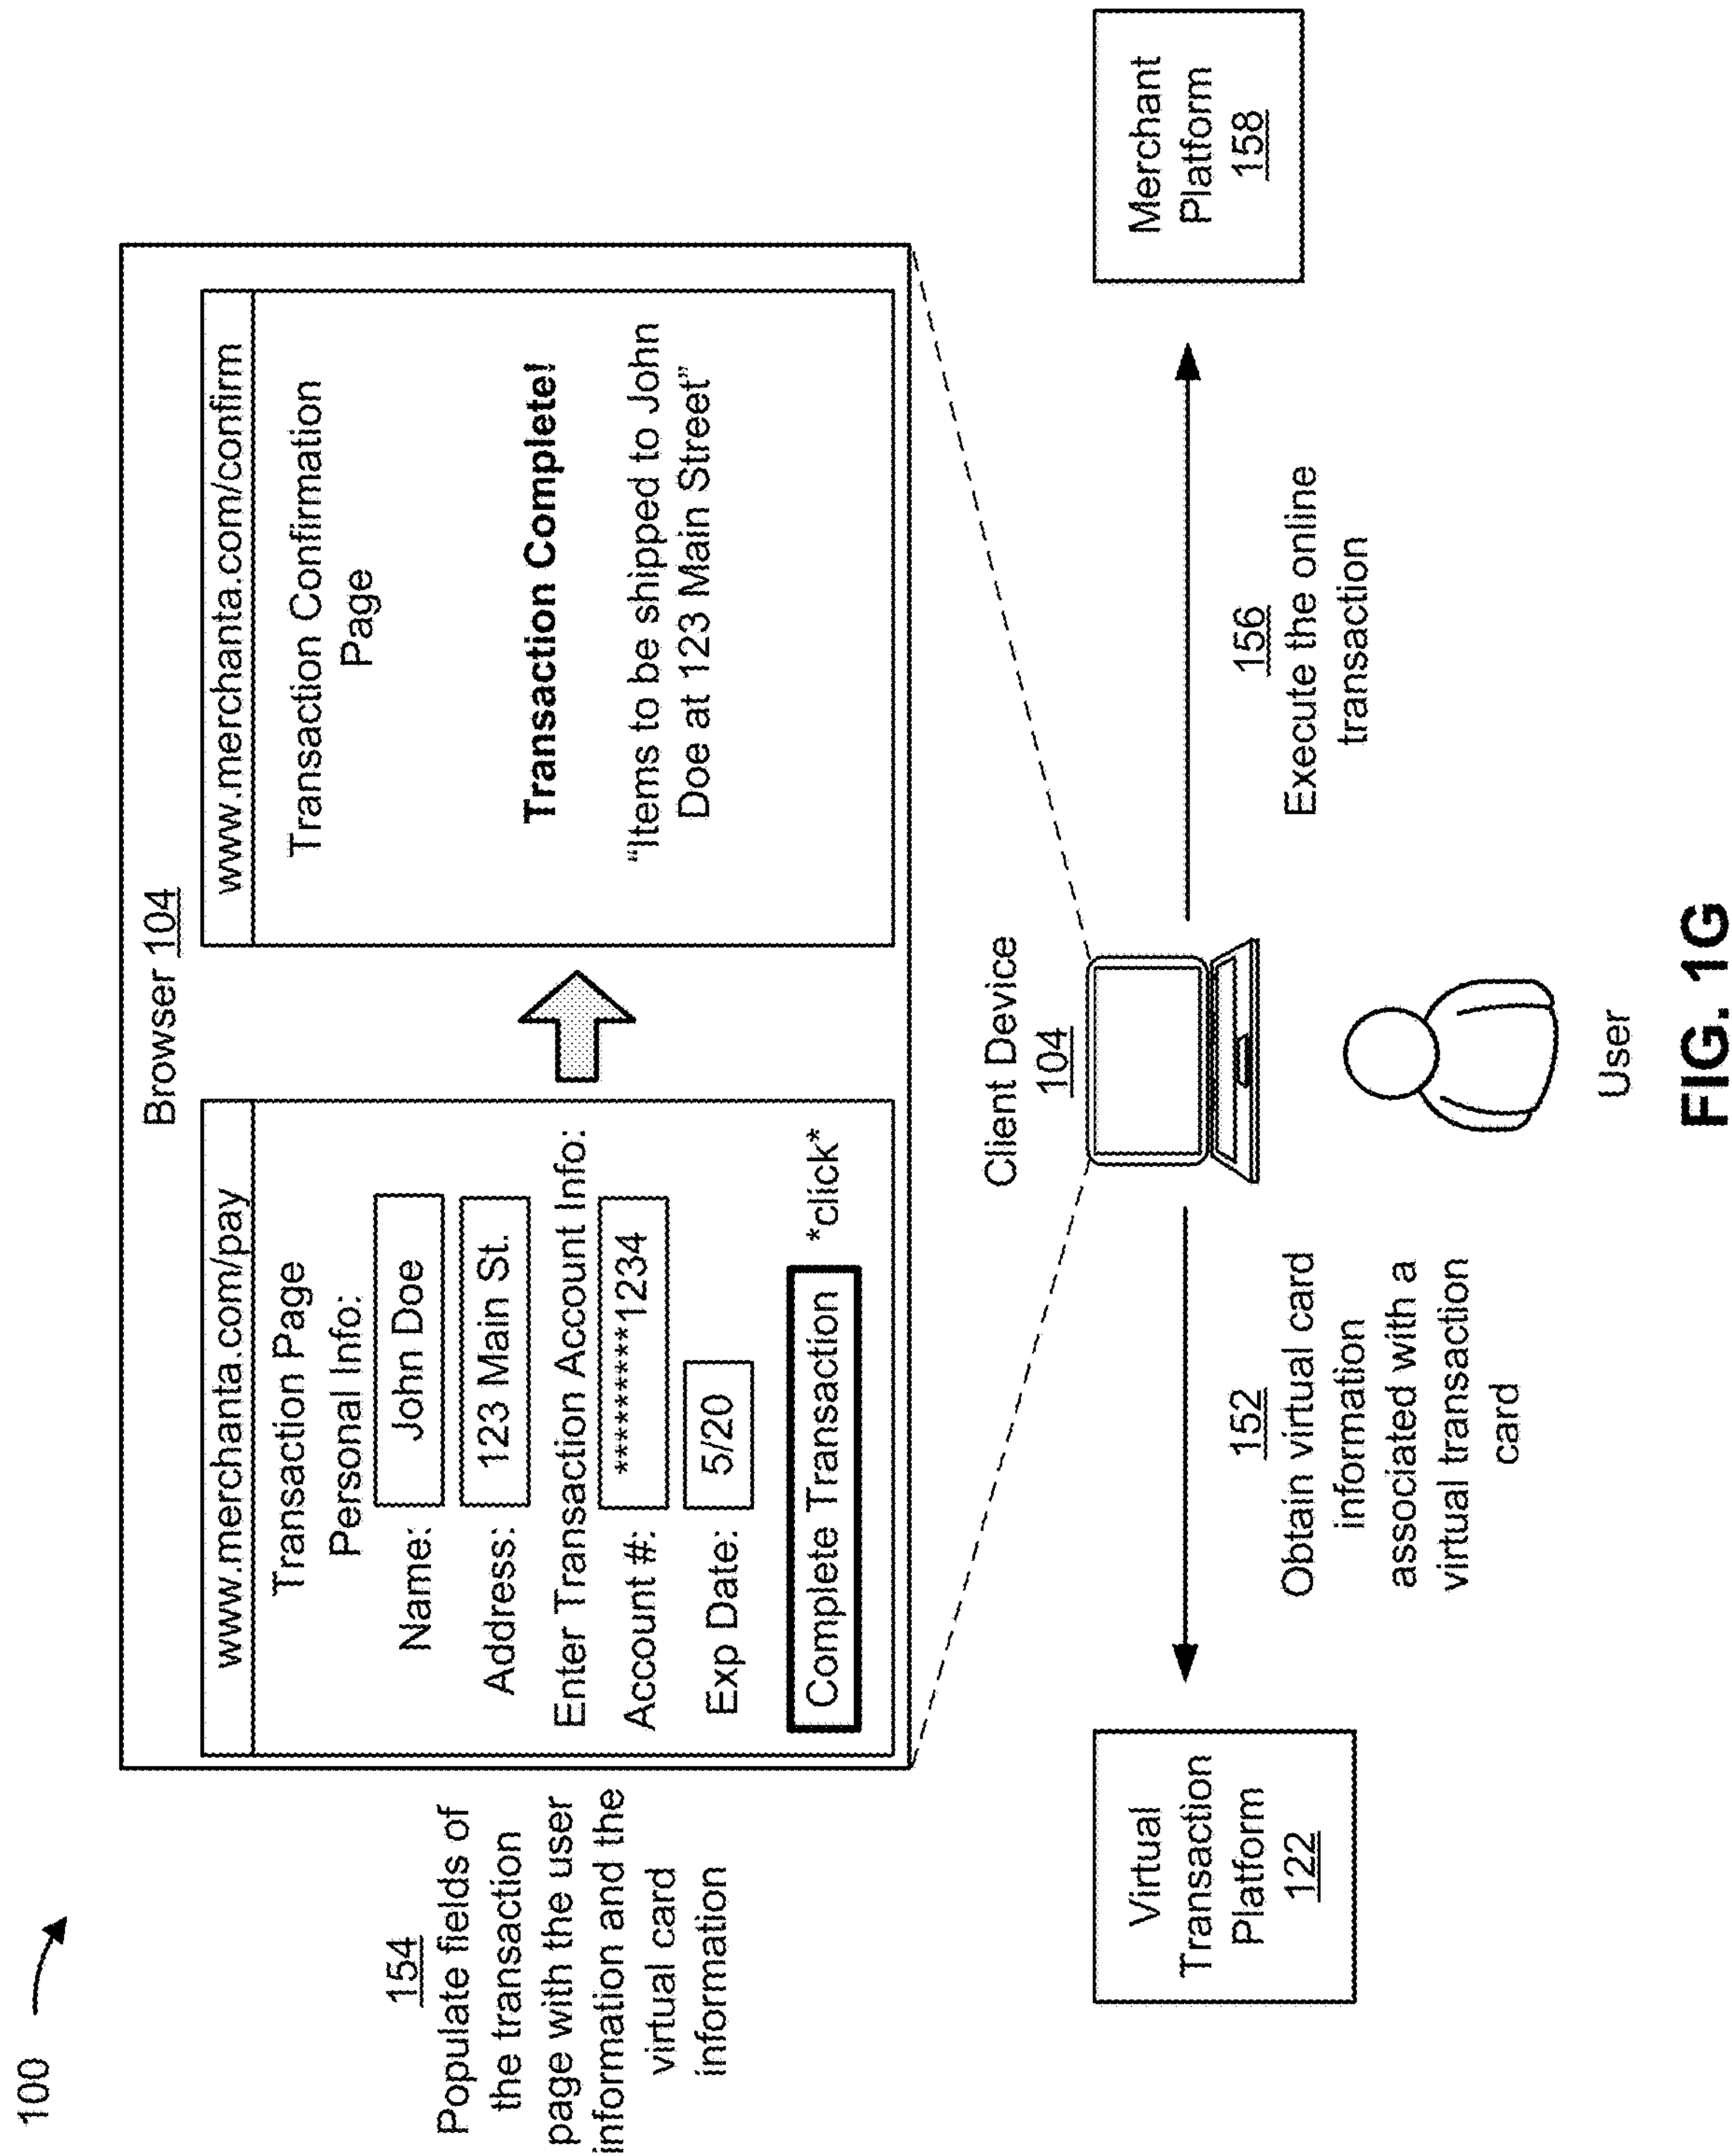 100
154
Populate fields of
the transaction
page with the user
information and the
virtual card
information
Browser 104
www.merchanta.com/pay
Transaction Page
Personal Info:
Name: John Doe
Address: 123 Main St.
Enter Transaction Account Info:
Account #: **********1234
Exp Date: 5/20
Complete Transaction *click*
www.merchanta.com/confirm
Transaction Confirmation
Page
Transaction Complete!
“Items to be shipped to John
Doe at 123 Main Street”
Client Device
104
Virtual
Transaction
Platform
122
152
Obtain virtual card
information
associated with a
virtual transaction
card
156
Execute the online
transaction
Merchant
Platform
158
User
FIG. 1G